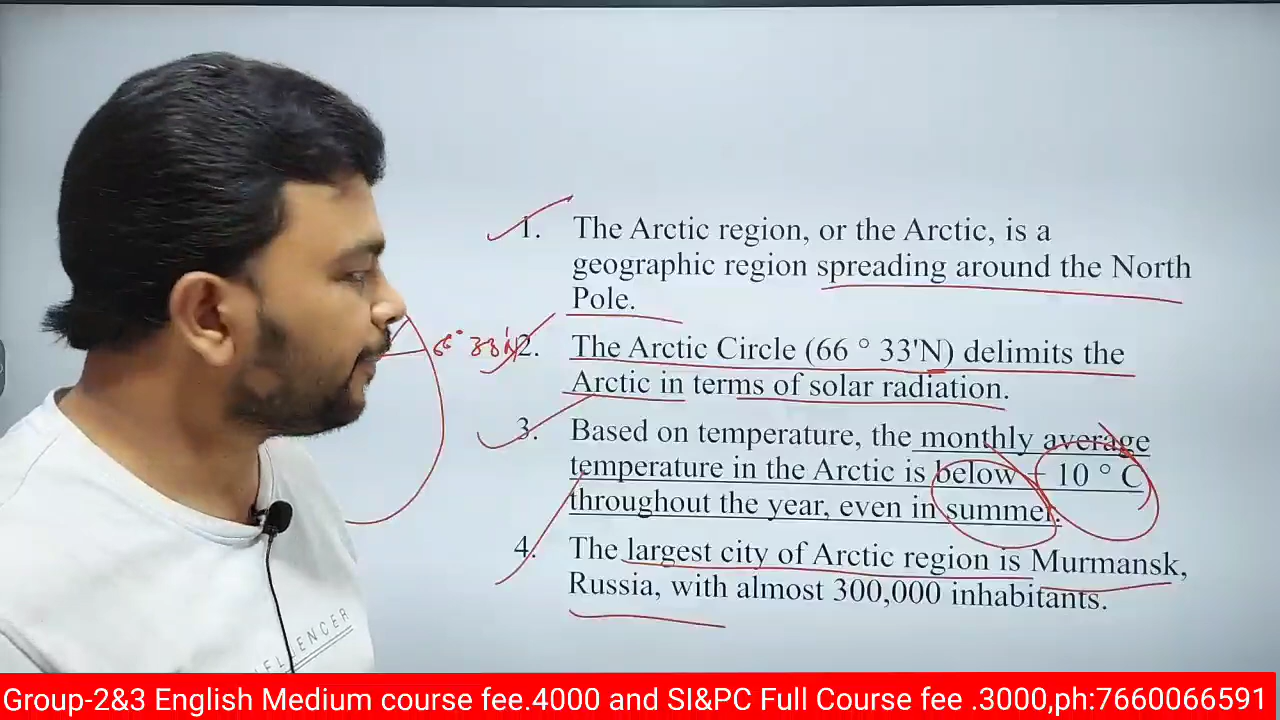 1. The Arctic region, or the Arctic, is a
geographic region spreading around the North
Pole.
66° 33'N
2. The Arctic Circle (66 ° 33'N) delimits the
Arctic in terms of solar radiation.
3. Based on temperature, the monthly average
temperature in the Arctic is below + 10 ° C
throughout the year, even in summer.
4. The largest city of Arctic region is Murmansk,
Russia, with almost 300,000 inhabitants.
Group-2&3 English Medium course fee.4000 and SI&PC Full Course fee .3000,ph:7660066591